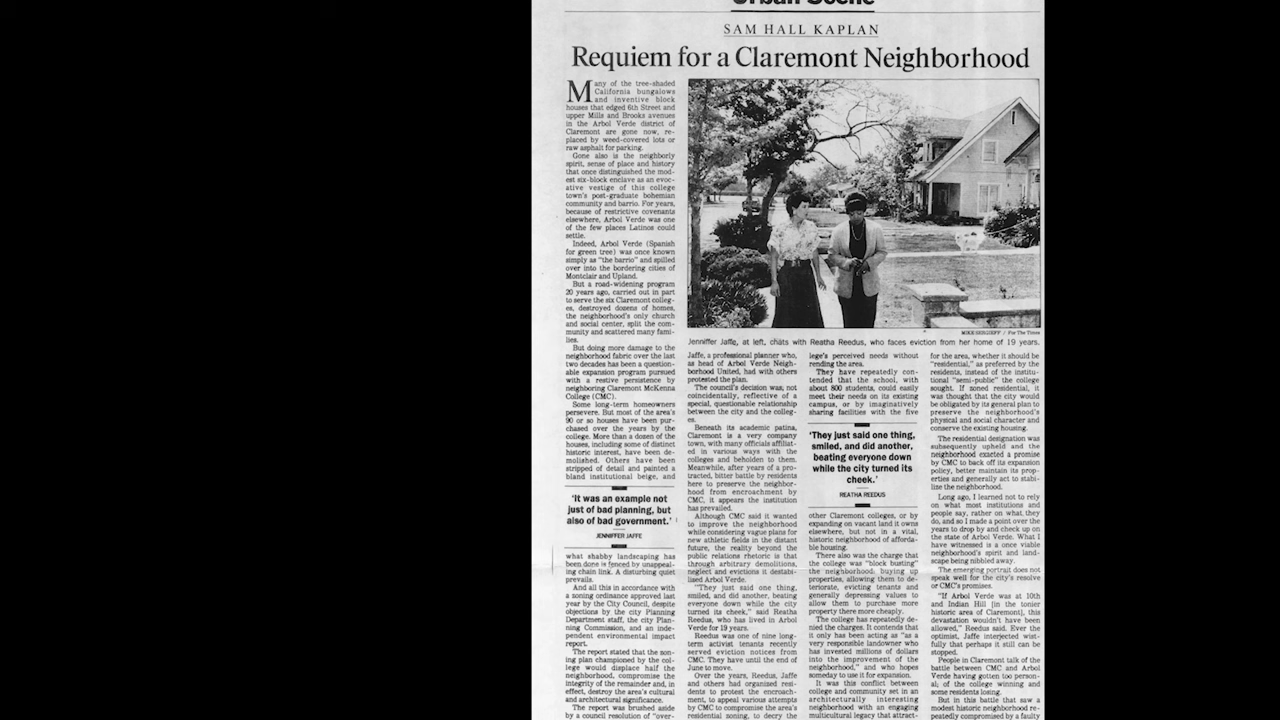 Urban Scene
SAM HALL KAPLAN
Requiem for a Claremont Neighborhood
Many of the tree-shaded
California bungalows
and inventive block
houses that edged 6th Street and
upper Mills and Brooks avenues
in the Arbol Verde district of
Claremont are gone now, re-
placed by weed-covered lots or
raw asphalt for parking.
Gone also is the neighborly
spirit, sense of place and history
that once distinguished the mod-
est six-block enclave as an evoc-
ative vestige of this college
town's post-graduate bohemian
community and barrio. For years,
because of restrictive covenants
elsewhere, Arbol Verde was one
of the few places Latinos could
settle.
Indeed, Arbol Verde (Spanish
for green tree) was once known
simply as "the barrio" and spilled
over into the bordering cities of
Montclair and Upland.
But a road-widening program
20 years ago, carried out in part
to serve the six Claremont colleg-
es, destroyed dozens of homes,
the neighborhood's only church
and social center, split the com-
munity and scattered many fami-
lies.
But doing more damage to the
neighborhood fabric over the last
two decades has been a question-
able expansion program pursued
with a restive persistence by
neighboring Claremont McKenna
College (CMC).
Some long-term homeowners
persevere. But most of the area's
90 or so houses have been pur-
chased over the years by the
college. More than a dozen of the
houses, including some of distinct
historic interest, have been de-
molished. Others have been
stripped of detail and painted a
bland institutional beige, and
'It was an example not
just of bad planning, but
also of bad government.'
JENNIFFER JAFFE
what shabby landscaping has
been done is fenced by unappeal-
ing chain link. A disturbing quiet
prevails.
And all this in accordance with
a zoning ordinance approved last
year by the City Council, despite
objections by the city Planning
Department staff, the city Plan-
ning Commission, and an inde-
pendent environmental impact
report.
The report stated that the zon-
ing plan championed by the col-
lege would displace half the
neighborhood, compromise the
integrity of the remainder and, in
effect, destroy the area's cultural
and architectural significance.
The report was brushed aside
by a council resolution of "over-
MIKE SERGIEFF / For The Times
Jenniffer Jaffe, at left, chats with Reatha Reedus, who faces eviction from her home of 19 years.
Jaffe, a professional planner who,
as head of Arbol Verde Neigh-
borhood United, had with others
protested the plan.
The council's decision was, not
coincidentally, reflective of a
special, questionable relationship
between the city and the colleg-
es.
Beneath its academic patina,
Claremont is a very company
town, with many officials affiliat-
ed in various ways with the
colleges and beholden to them.
Meanwhile, after years of a pro-
tracted, bitter battle by residents
here to preserve the neighbor-
hood from encroachment by
CMC, it appears the institution
has prevailed.
Although CMC said it wanted
to improve the neighborhood
while considering vague plans for
new athletic fields in the distant
future, the reality beyond the
public relations rhetoric is that
through arbitrary demolitions,
neglect and evictions it destabi-
lised Arbol Verde.
"They just said one thing,
smiled, and did another, beating
everyone down while the city
turned its cheek," said Reatha
Reedus, who has lived in Arbol
Verde for 19 years.
Reedus was one of nine long-
term activist tenants recently
served eviction notices from
CMC. They have until the end of
June to move.
Over the years, Reedus, Jaffe
and others had organised resi-
dents to protest the encroach-
ment, to appeal various attempts
by CMC to compromise the area's
residential zoning, to decry the
lege's perceived needs without
rending the area.
They have repeatedly con-
tended that the school, with
about 800 students, could easily
meet their needs on its existing
campus, or by imaginatively
sharing facilities with the five
'They just said one thing,
smiled, and did another,
beating everyone down
while the city turned its
cheek.'
REATHA REEDUS
other Claremont colleges, or by
expanding on vacant land it owns
elsewhere, but not in a vital,
historic neighborhood of afforda-
ble housing.
There also was the charge that
the college was "block busting"
the neighborhood: buying up
properties, allowing them to de-
teriorate, evicting tenants and
generally depressing values to
allow them to purchase more
property there more cheaply.
The college has repeatedly de-
nied the charges. It contends that
it only has been acting as "as a
very responsible landowner who
has invested millions of dollars
into the improvement of the
neighborhood," and who hopes
someday to use it for expansion.
It was this conflict between
college and community set in an
architecturally interesting
neighborhood with an engaging
multicultural legacy that attract-
for the area, whether it should be
"residential," as preferred by the
residents, instead of the institu-
tional "semi-public" the college
sought. If zoned residential, it
was thought that the city would
be obligated by its general plan to
preserve the neighborhood's
physical and social character and
conserve the existing housing.
The residential designation was
subsequently upheld and the
neighborhood exacted a promise
by CMC to back off its expansion
policy, better maintain its prop-
erties and generally act to stabi-
lise the neighborhood.
Long ago, I learned not to rely
on what most institutions and
people say, rather on what they
do, and so I made a point over the
years to drop by and check up on
the state of Arbol Verde. What I
have witnessed is a once viable
neighborhood's spirit and land-
scape being nibbled away.
The emerging portrait does not
speak well for the city's resolve
or CMC's promises.
"If Arbol Verde was at 10th
and Indian Hill [in the tonier
historic area of Claremont], this
devastation wouldn't have been
allowed," Reedus said. Ever the
optimist, Jaffe interjected wist-
fully that perhaps it still can be
stopped.
People in Claremont talk of the
battle between CMC and Arbol
Verde having gotten too person-
al; of the college winning and
some residents losing.
But in this battle that saw a
modest historic neighborhood re-
peatedly compromised by a faulty